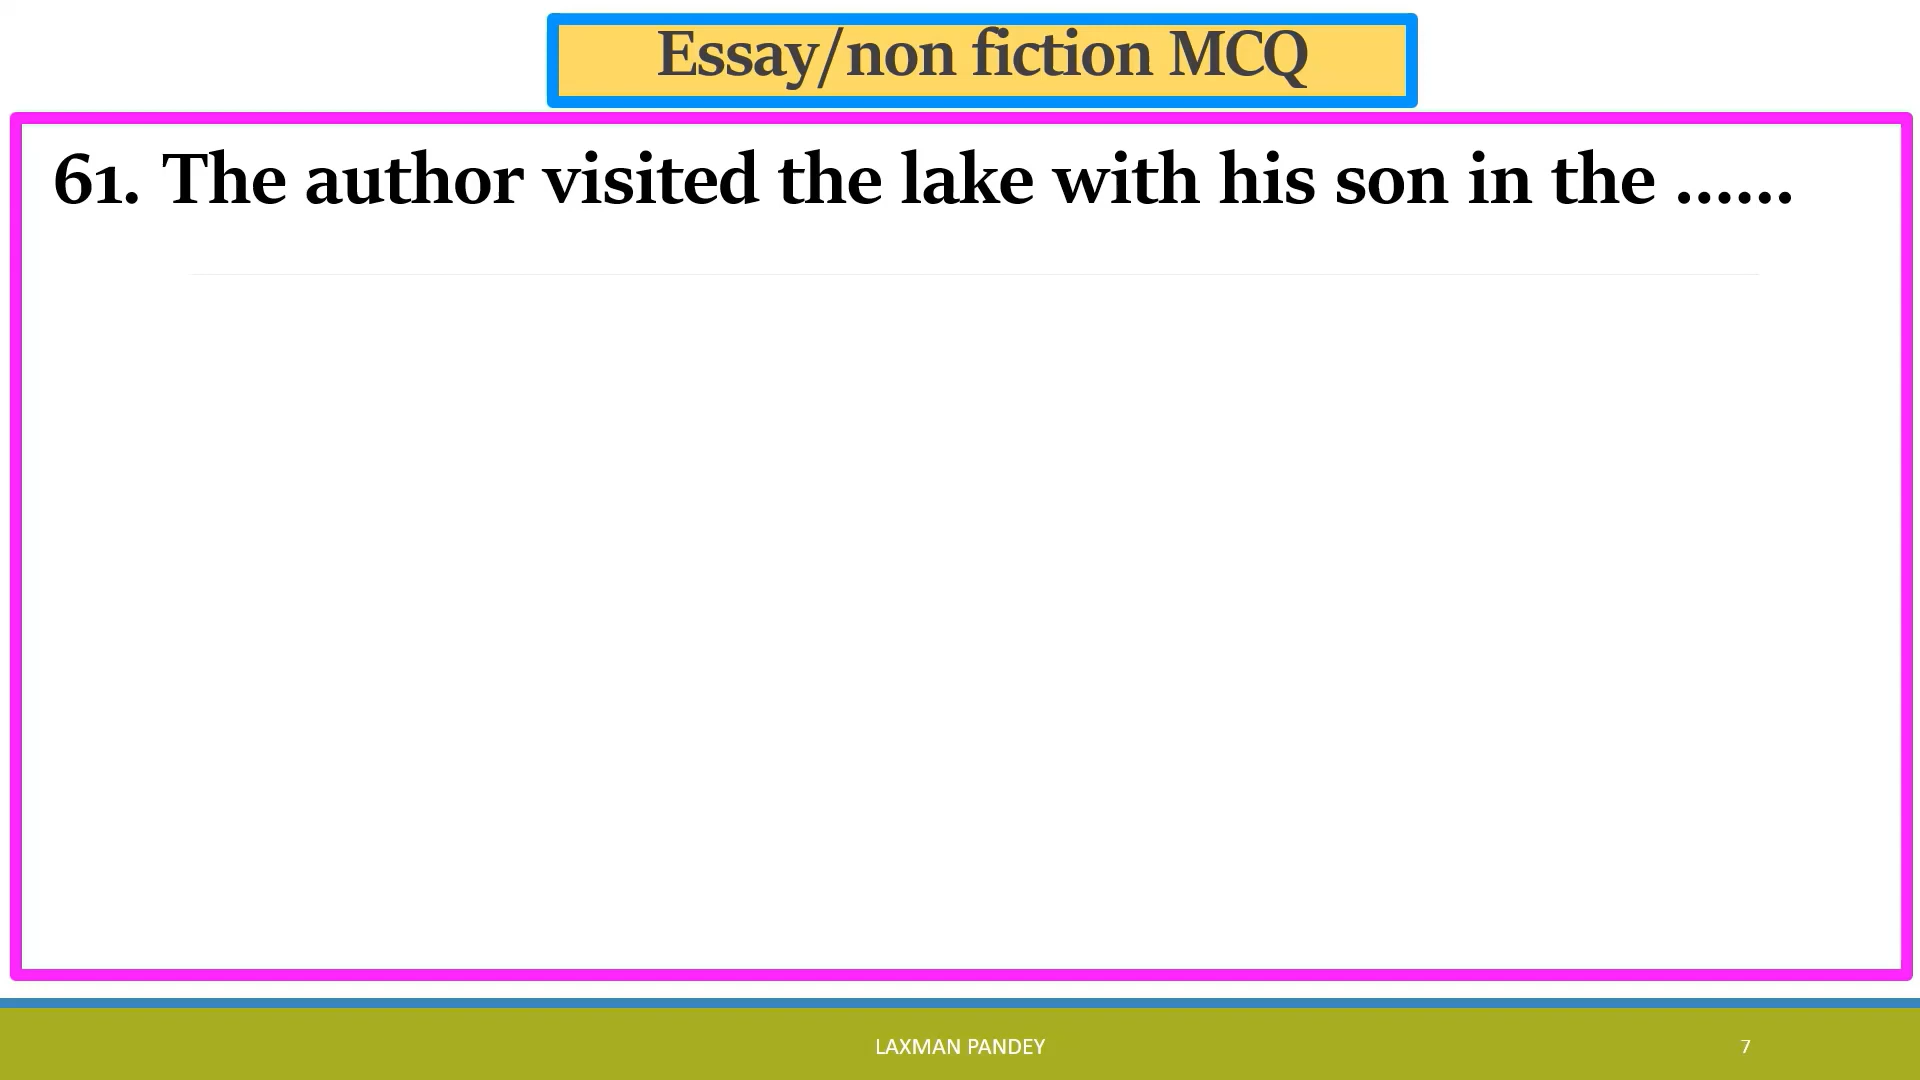 Essay/non fiction MCQ
61. The author visited the lake with his son in the ......
LAXMAN PANDEY
7